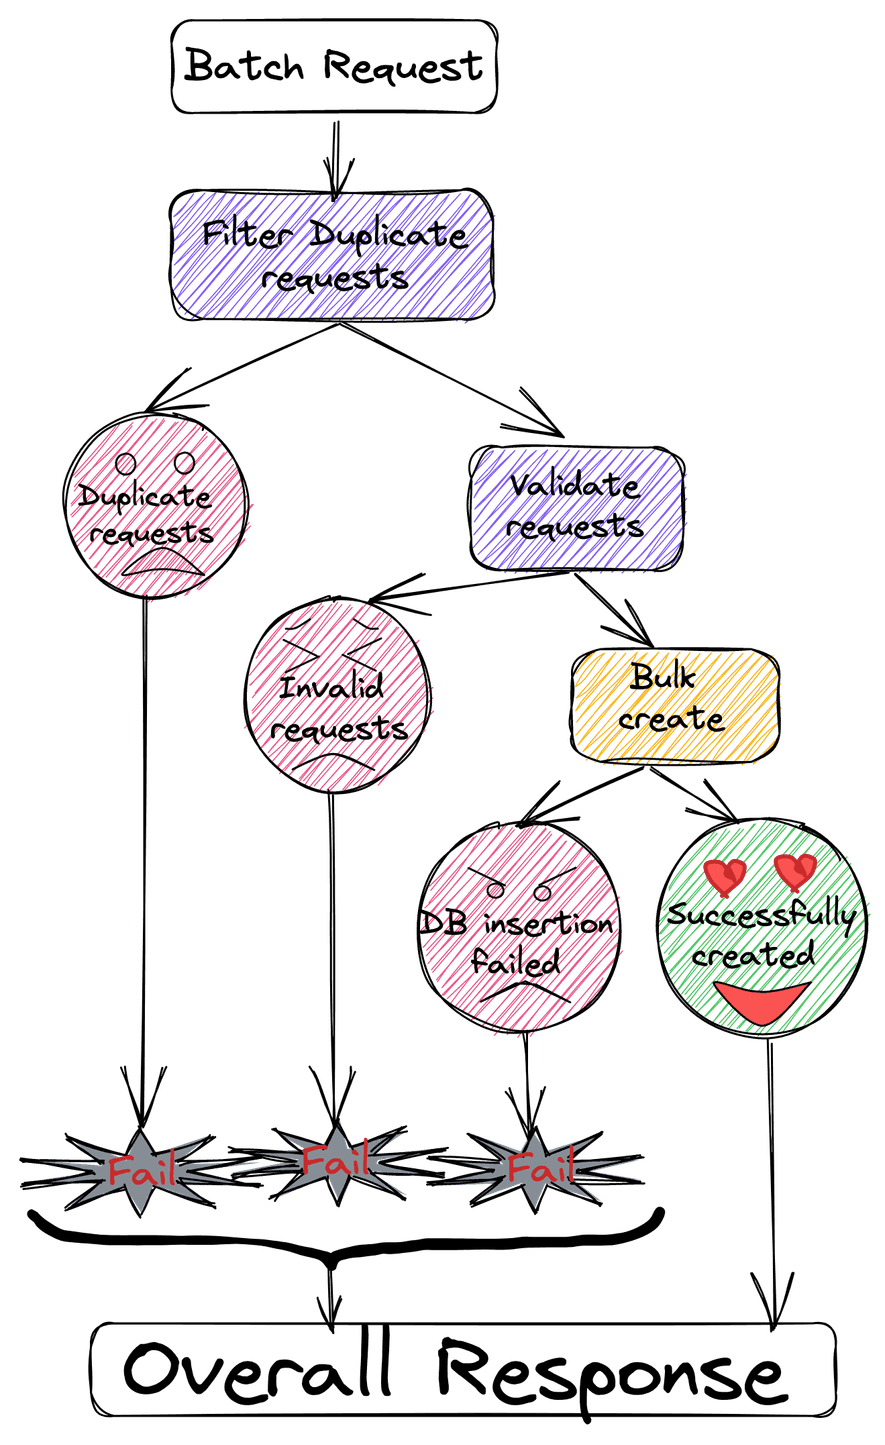 Batch Request
Filter Duplicate
requests
Duplicate
requests
Validate
requests
Invalid
requests
Bulk
create
DB insertion
failed
Successfully
created
Fail
Fail
Fail
Overall Response